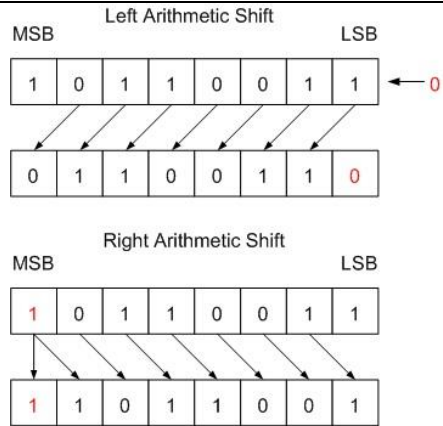 Left Arithmetic Shift
MSB LSB
1 0 1 1 0 0 1 1 0
0 1 1 0 0 1 1 0
Right Arithmetic Shift
MSB LSB
1 0 1 1 0 0 1 1
1 1 0 1 1 0 0 1